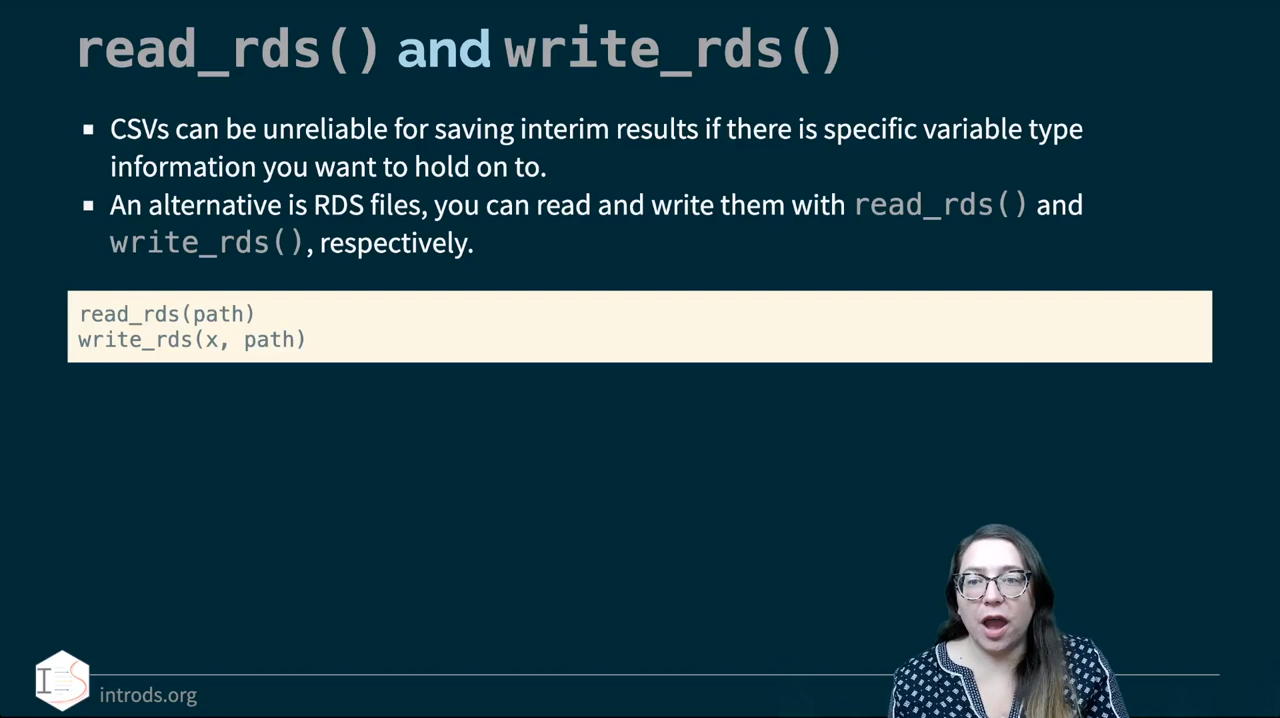 read_rds() and write_rds()
CSVs can be unreliable for saving interim results if there is specific variable type
information you want to hold on to.
An alternative is RDS files, you can read and write them with read_rds() and
write_rds(), respectively.
read_rds(path)
write_rds(x, path)
IS
introds.org